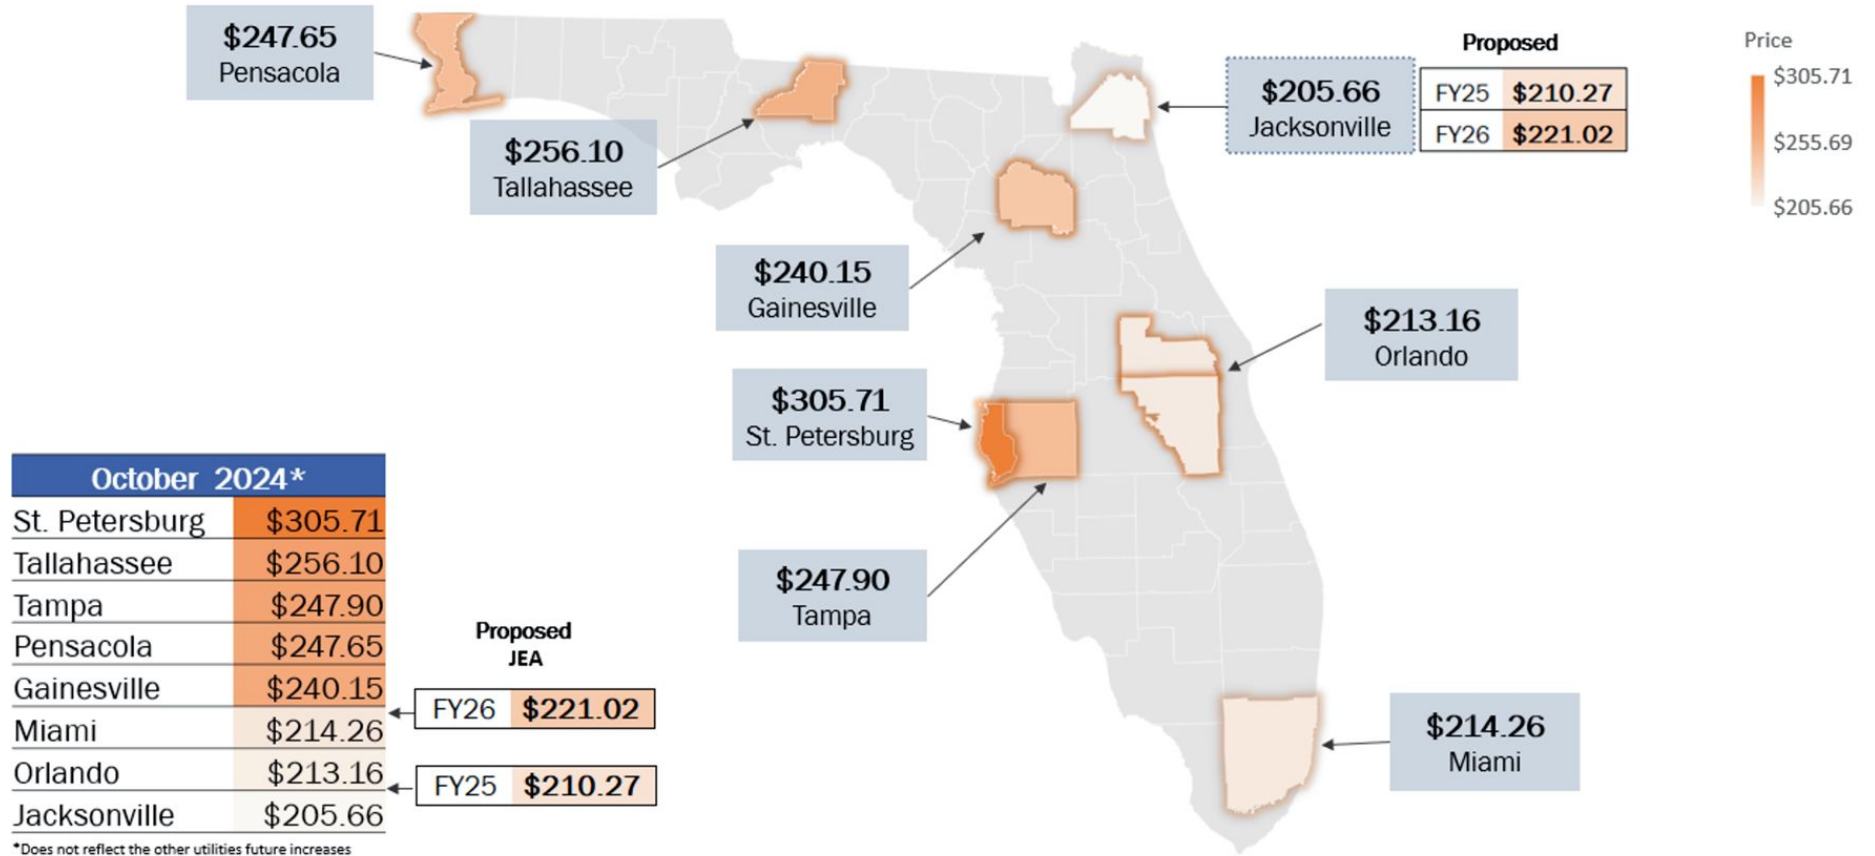 $247.65
Pensacola
$256.10
Tallahassee
$240.15
Gainesville
$305.71
St. Petersburg
$247.90
Tampa
$205.66
Jacksonville
Proposed
FY25 $210.27
FY26 $221.02
Price
$305.71
$255.69
$205.66
$213.16
Orlando
$214.26
Miami
October 2024*
St. Petersburg $305.71
Tallahassee $256.10
Tampa $247.90
Pensacola $247.65
Gainesville $240.15
Miami $214.26
Orlando $213.16
Jacksonville $205.66
*Does not reflect the other utilities future increases
Proposed
JEA
FY26 $221.02
FY25 $210.27